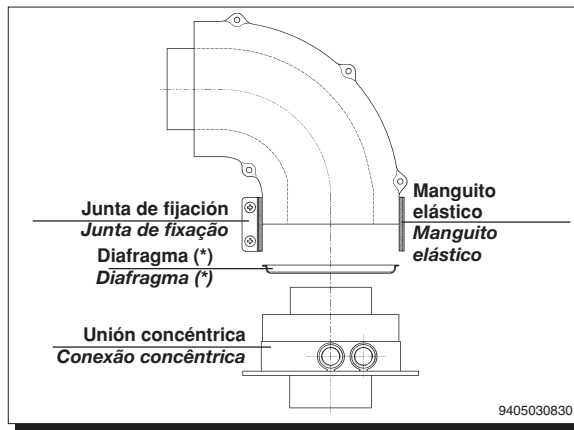 Junta de fijación
Junta de fixação
Diafragma (*)
Diafragma (*)
Unión concéntrica
Conexão concêntrica
Manguito
elástico
Manguito
elástico
9405030830